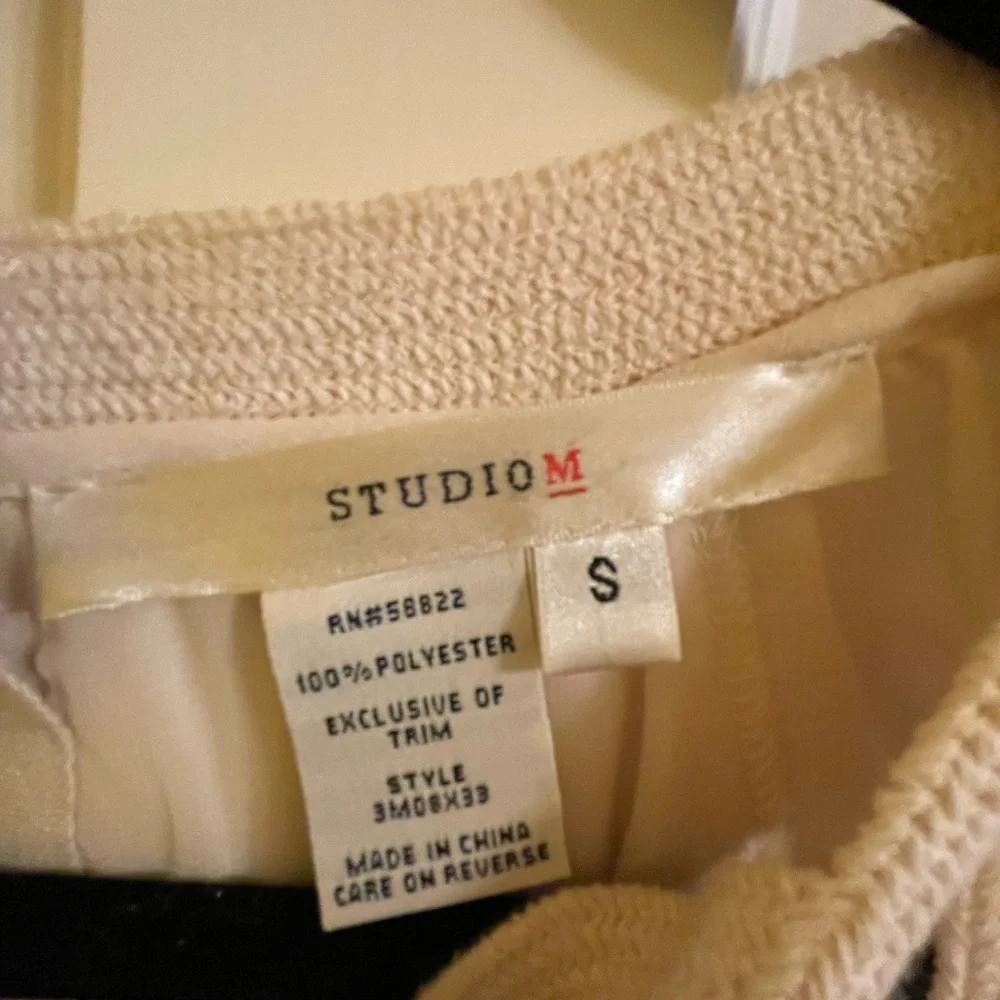 STUDIO M
S
RN#58822
100% POLYESTER
EXCLUSIVE OF
TRIM
STYLE
3M08X33
MADE IN CHINA
CARE ON REVERSE